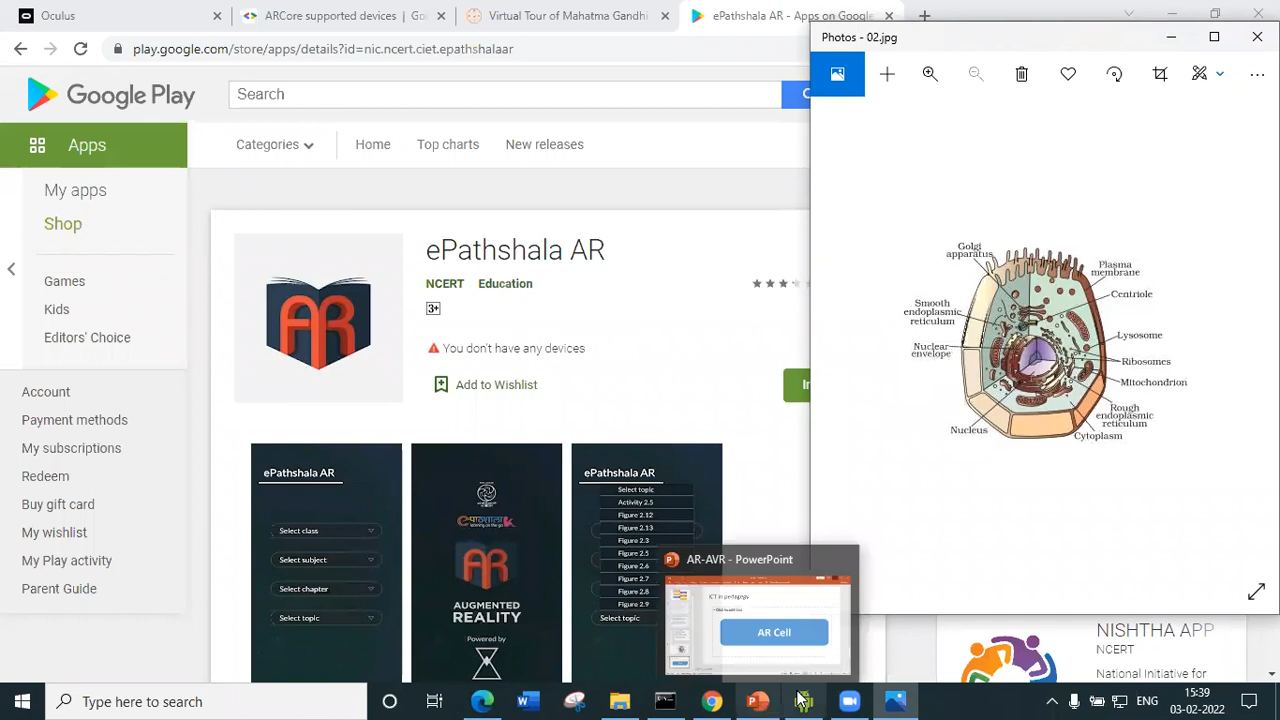 Oculus
ARCore supported devices | Go
Virtual Tour of Mahatma Gandhi
ePathshala AR - Apps on Google
play.google.com/store/apps/details?id=nic.ncert.ciet.epathshalaar
Google Play
Search
Apps
Categories
Home
Top charts
New releases
My apps
Shop
Games
Kids
Editors' Choice
Account
Payment methods
My subscriptions
Redeem
Buy gift card
My wishlist
My Play activity
Parent Guide
AR
ePathshala AR
NCERT
Education
3+
You don't have any devices
Add to Wishlist
In
ePathshala AR
Select class
Select subject
Select chapter
Select topic
AR
AUGMENTED
REALITY
Powered by
ePathshala AR
Select topic
Activity 2.5
Figure 2.12
Figure 2.13
Figure 2.3
Figure 2.5
Figure 2.6
Figure 2.7
Figure 2.8
Figure 2.9
Select topic
AR-AVR - PowerPoint
ICT in pedagogy
AR Cell
Photos - 02.jpg
Golgi
apparatus
Plasma
membrane
Centriole
Smooth
endoplasmic
reticulum
Lysosome
Nuclear
envelope
Ribosomes
Mitochondrion
Rough
endoplasmic
reticulum
Nucleus
Cytoplasm
NISHTHA APP
NCERT
National Initiative for
Type here to search
ENG
15:39
03-02-2022